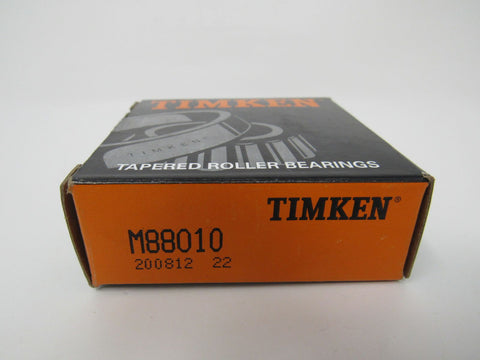 TIMKEN
TIMKEN
TAPERED ROLLER BEARINGS
TIMKEN®
M88010
200812 22